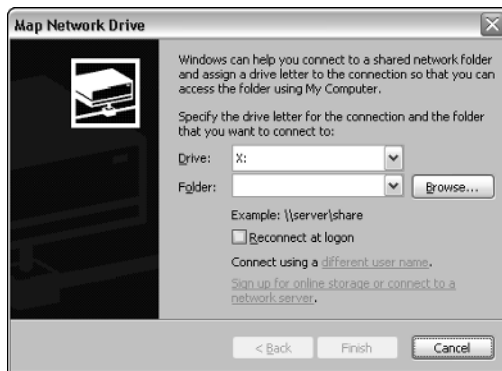 Map Network Drive
Windows can help you connect to a shared network folder
and assign a drive letter to the connection so that you can
access the folder using My Computer.
Specify the drive letter for the connection and the folder
that you want to connect to:
Drive: X:
Folder: Browse...
Example: \\server\share
Reconnect at logon
Connect using a different user name.
Sign up for online storage or connect to a
network server.
< Back Finish Cancel